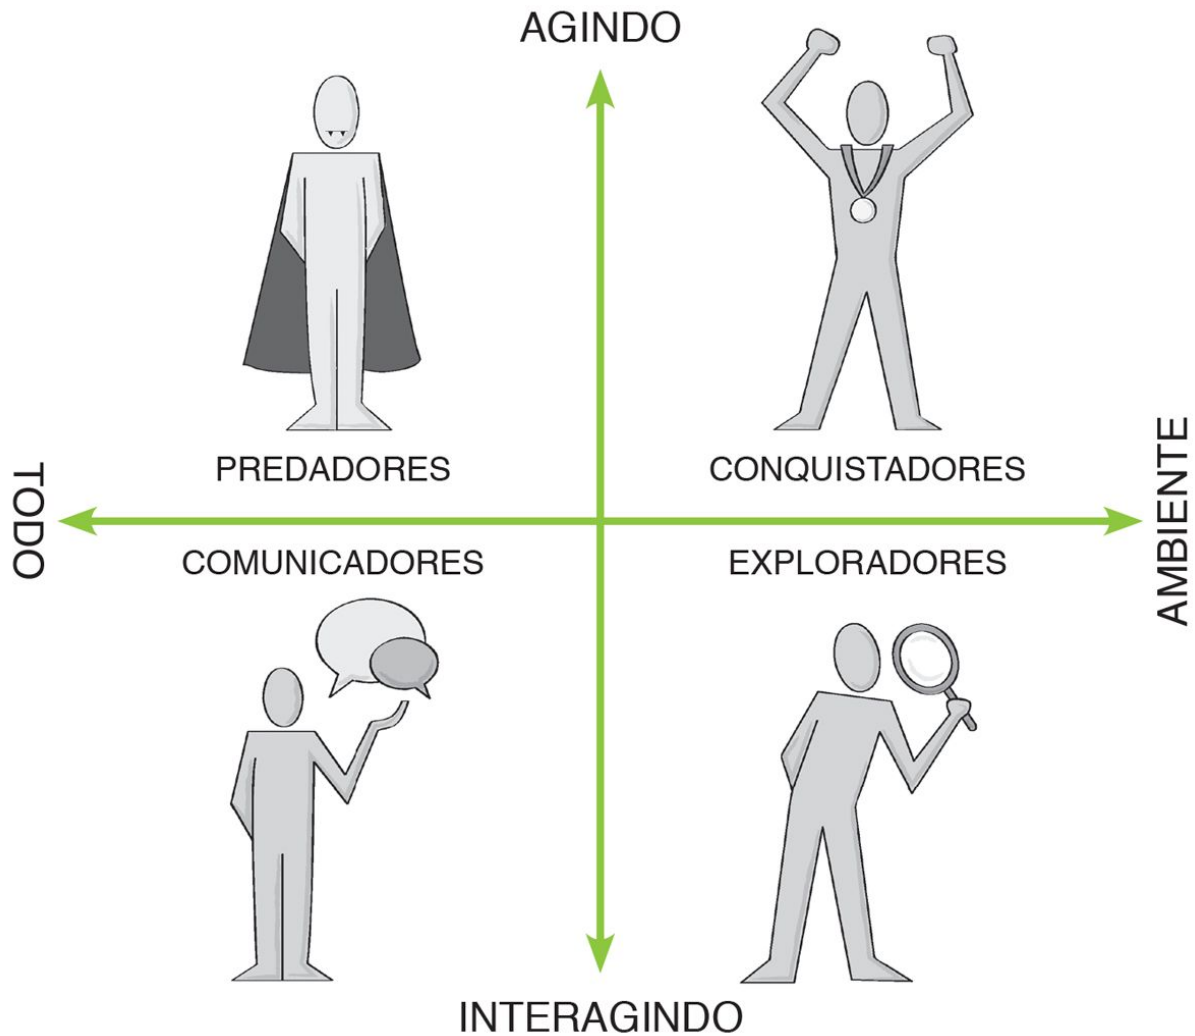 AGINDO
PREDADORES
CONQUISTADORES
TODO
AMBIENTE
COMUNICADORES
EXPLORADORES
INTERAGINDO